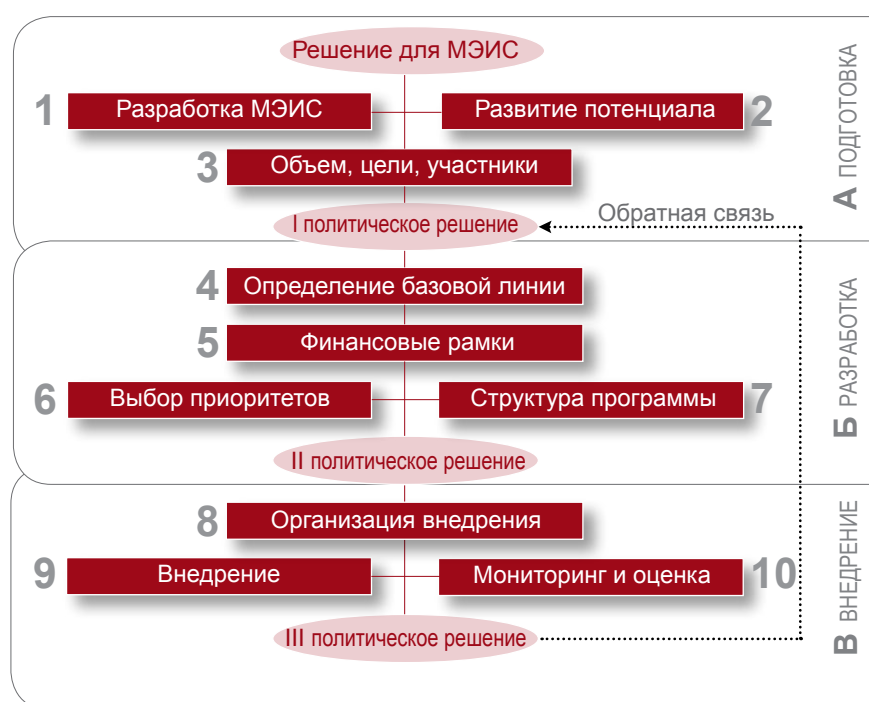 Решение для МЭИС
1 Разработка МЭИС
Развитие потенциала 2
3 Объем, цели, участники
I политическое решение
Обратная связь
А ПОДГОТОВКА
4 Определение базовой линии
5 Финансовые рамки
6 Выбор приоритетов
Структура программы 7
II политическое решение
Б РАЗРАБОТКА
8 Организация внедрения
9 Внедрение
Мониторинг и оценка 10
III политическое решение
В ВНЕДРЕНИЕ